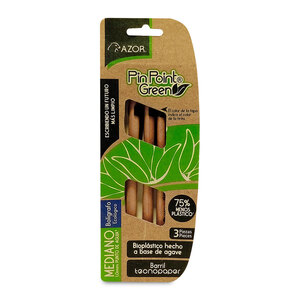 AZOR
Pin Point
Green
El color de la tapa
indica el color de
la tinta
ESCRIBIENDO UN FUTURO
MÁS LIMPIO
75%
MENOS
PLÁSTICO
3 Piezas
Pieces
MEDIANO
Bolígrafo
Ecológico
Bioplástico hecho
a base de agave
Barril
tecnopaper